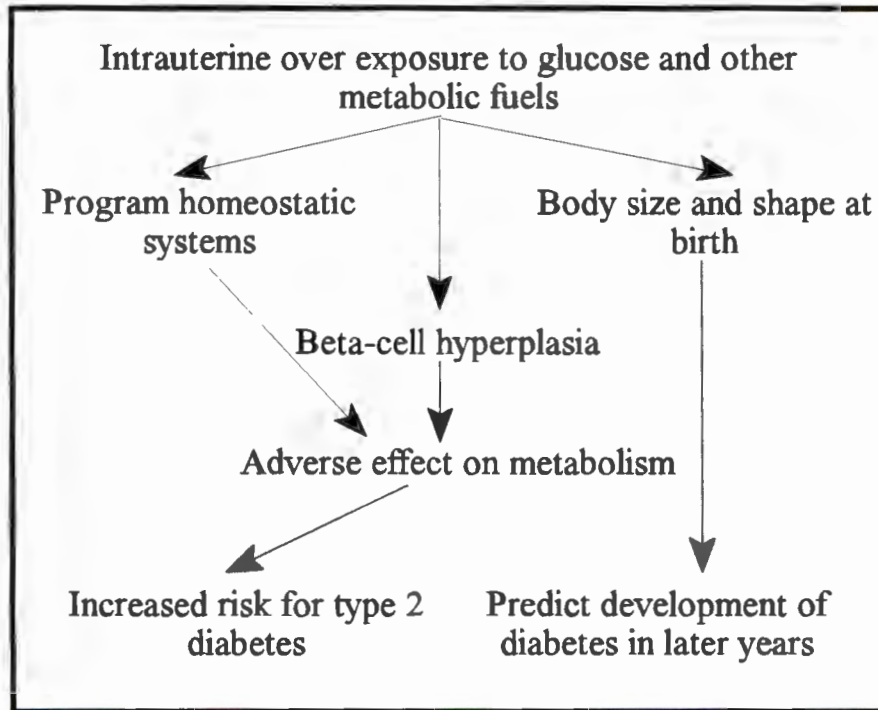 Intrauterine over exposure to glucose and other
metabolic fuels
Program homeostatic
systems
Body size and shape at
birth
Beta-cell hyperplasia
Adverse effect on metabolism
Increased risk for type 2
diabetes
Predict development of
diabetes in later years